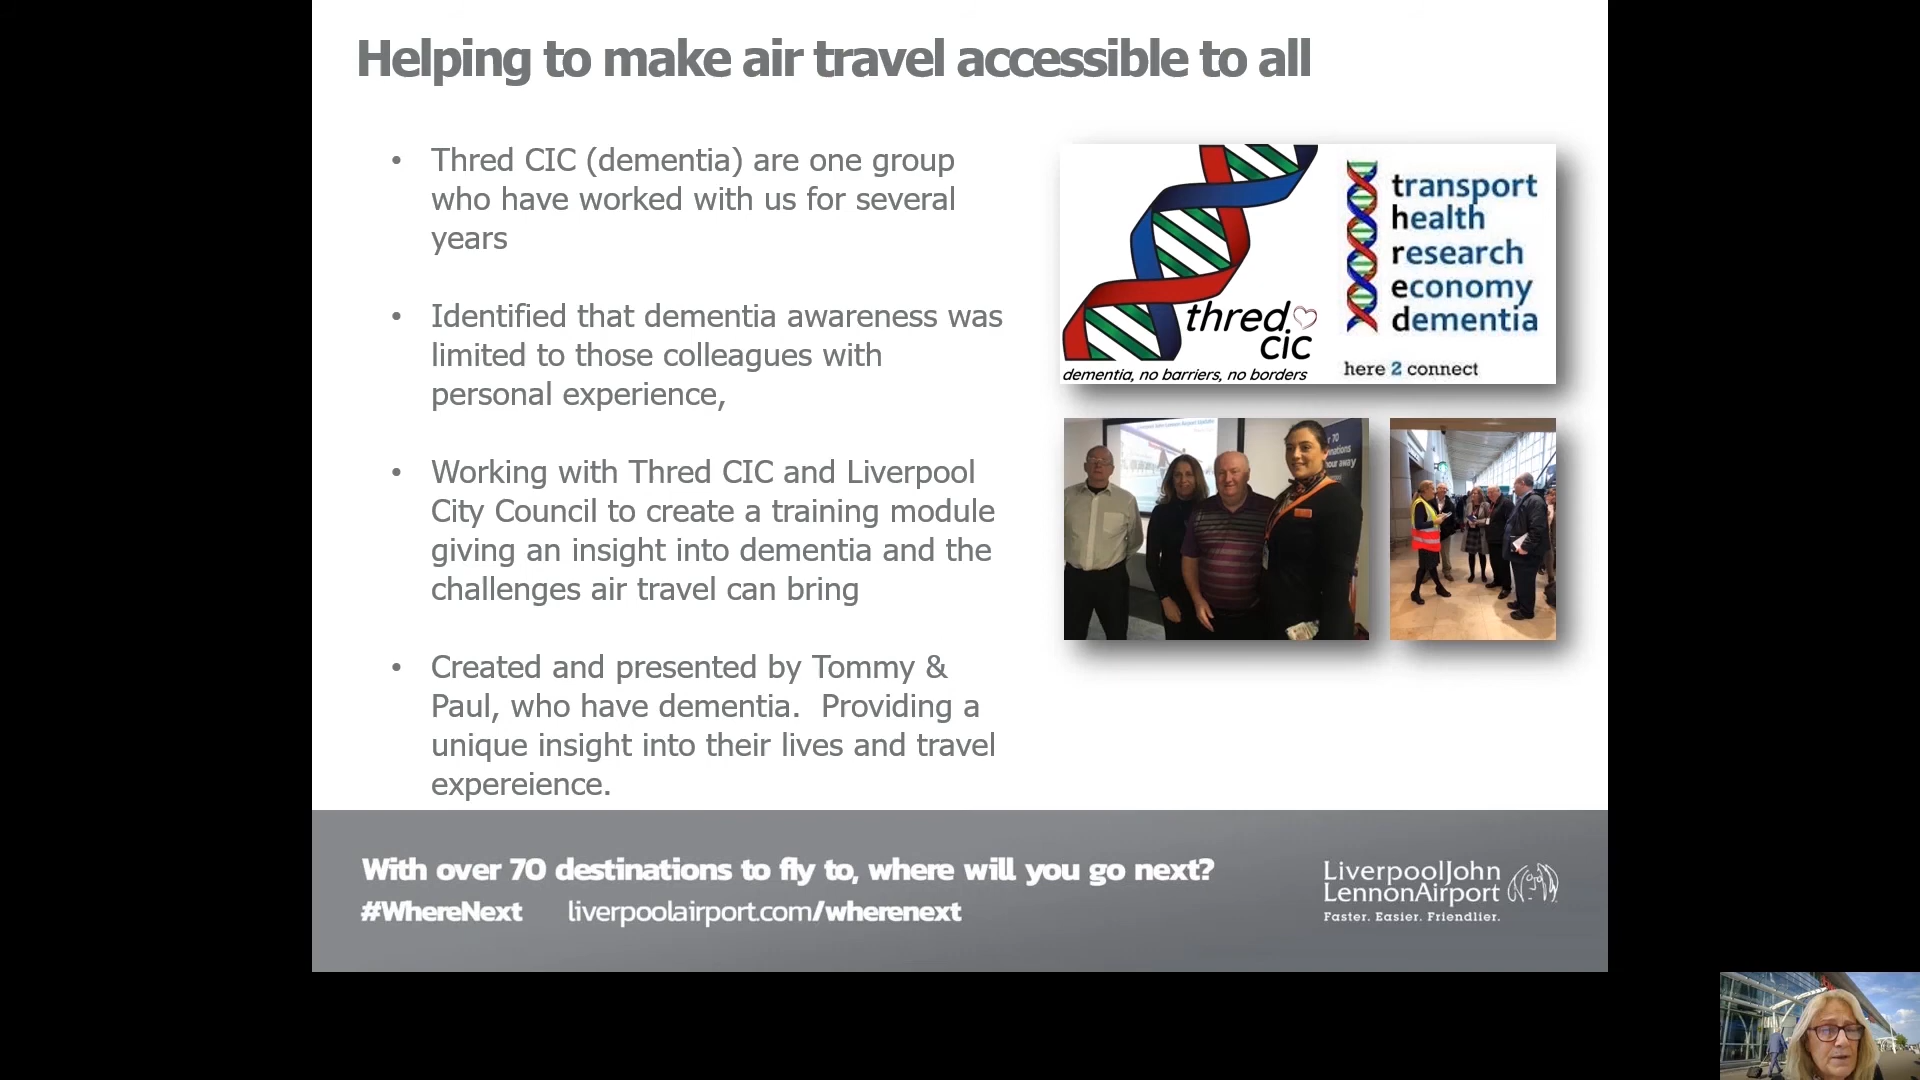 Helping to make air travel accessible to all
• Thred CIC (dementia) are one group
who have worked with us for several
years
• Identified that dementia awareness was
limited to those colleagues with
personal experience,
• Working with Thred CIC and Liverpool
City Council to create a training module
giving an insight into dementia and the
challenges air travel can bring
• Created and presented by Tommy &
Paul, who have dementia.  Providing a
unique insight into their lives and travel
expereience.
thred
cic
dementia, no barriers, no borders
transport
health
research
economy
dementia
here 2 connect
With over 70 destinations to fly to, where will you go next?
#WhereNext liverpoolairport.com/wherenext
LiverpoolJohn
LennonAirport
Faster. Easier. Friendlier.